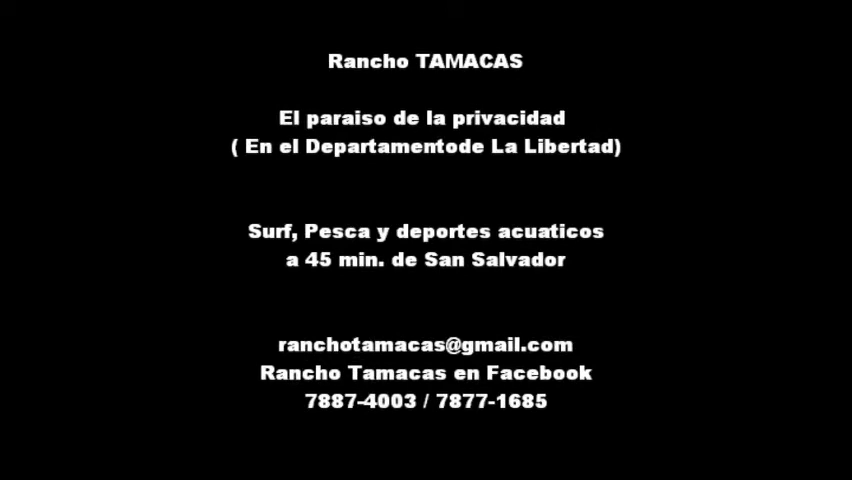 Rancho TAMACAS
El paraiso de la privacidad
( En el Departamentode La Libertad)
Surf, Pesca y deportes acuaticos
a 45 min. de San Salvador
ranchotamacas@gmail.com
Rancho Tamacas en Facebook
7887-4003 / 7877-1685